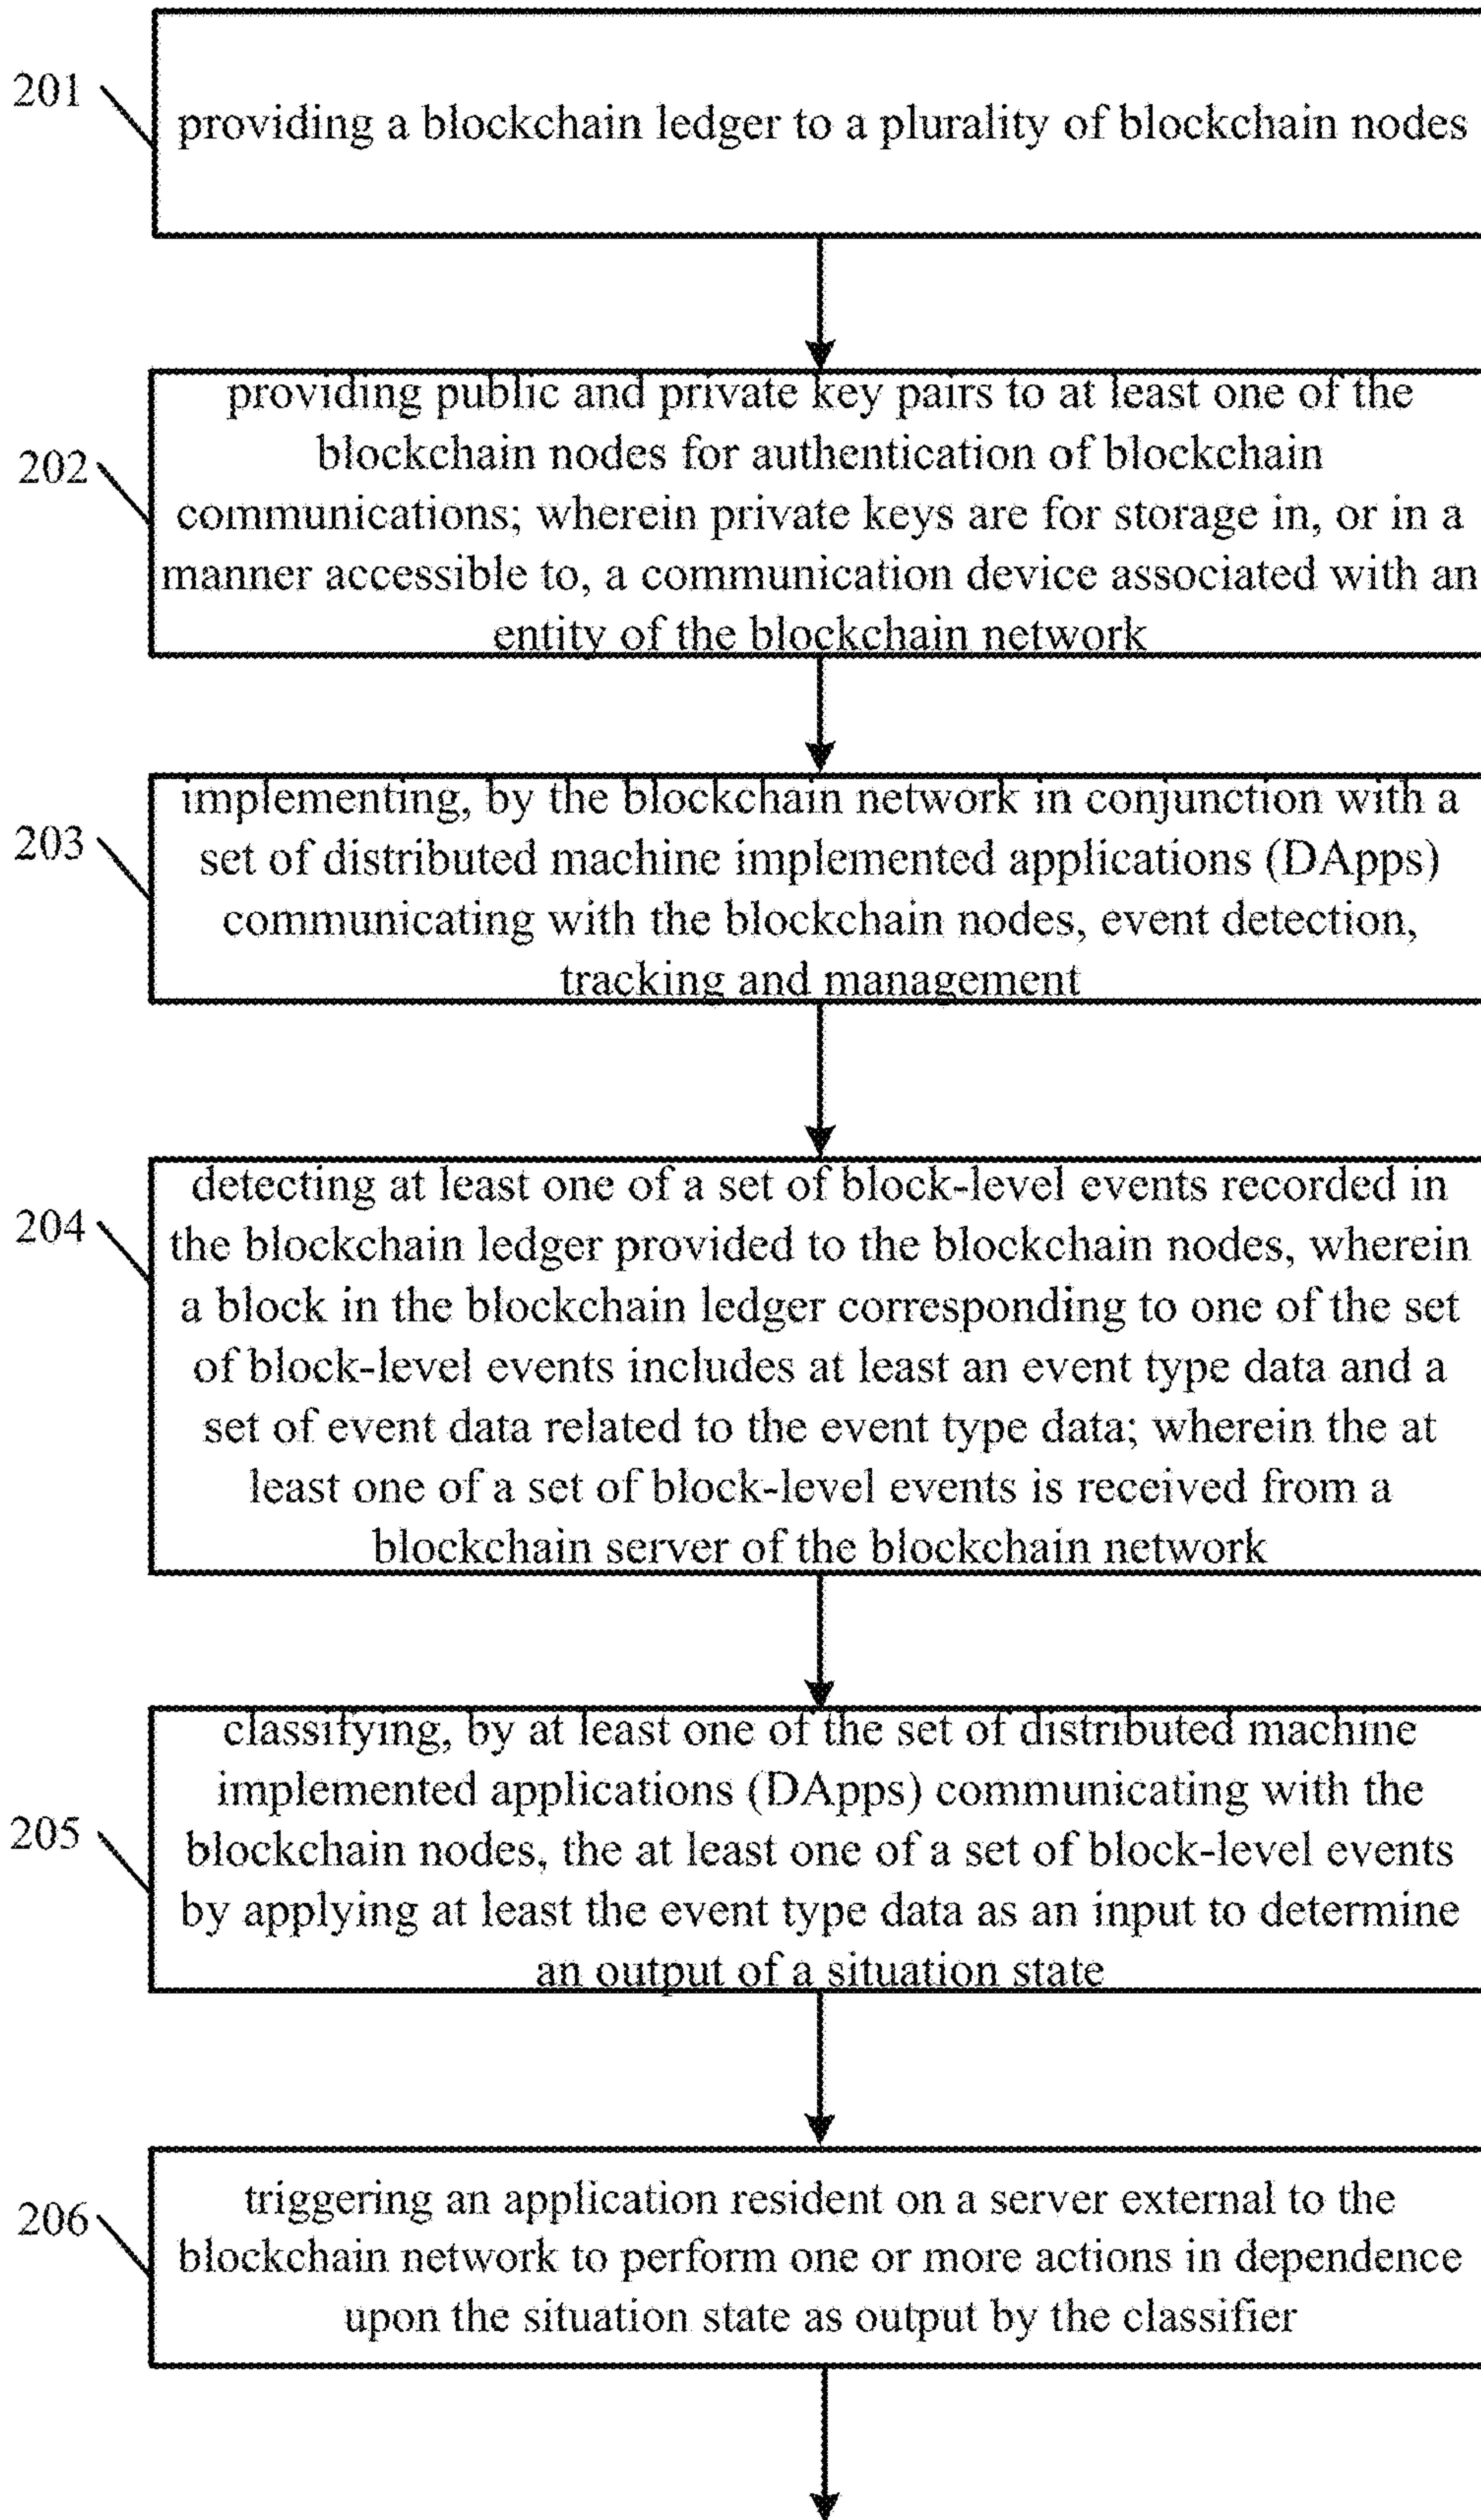 201
providing a blockchain ledger to a plurality of blockchain nodes
202
providing public and private key pairs to at least one of the
blockchain nodes for authentication of blockchain
communications; wherein private keys are for storage in, or in a
manner accessible to, a communication device associated with an
entity of the blockchain network
203
implementing, by the blockchain network in conjunction with a
set of distributed machine implemented applications (DApps)
communicating with the blockchain nodes, event detection,
tracking and management
204
detecting at least one of a set of block-level events recorded in
the blockchain ledger provided to the blockchain nodes, wherein
a block in the blockchain ledger corresponding to one of the set
of block-level events includes at least an event type data and a
set of event data related to the event type data; wherein the at
least one of a set of block-level events is received from a
blockchain server of the blockchain network
205
classifying, by at least one of the set of distributed machine
implemented applications (DApps) communicating with the
blockchain nodes, the at least one of a set of block-level events
by applying at least the event type data as an input to determine
an output of a situation state
206
triggering an application resident on a server external to the
blockchain network to perform one or more actions in dependence
upon the situation state as output by the classifier